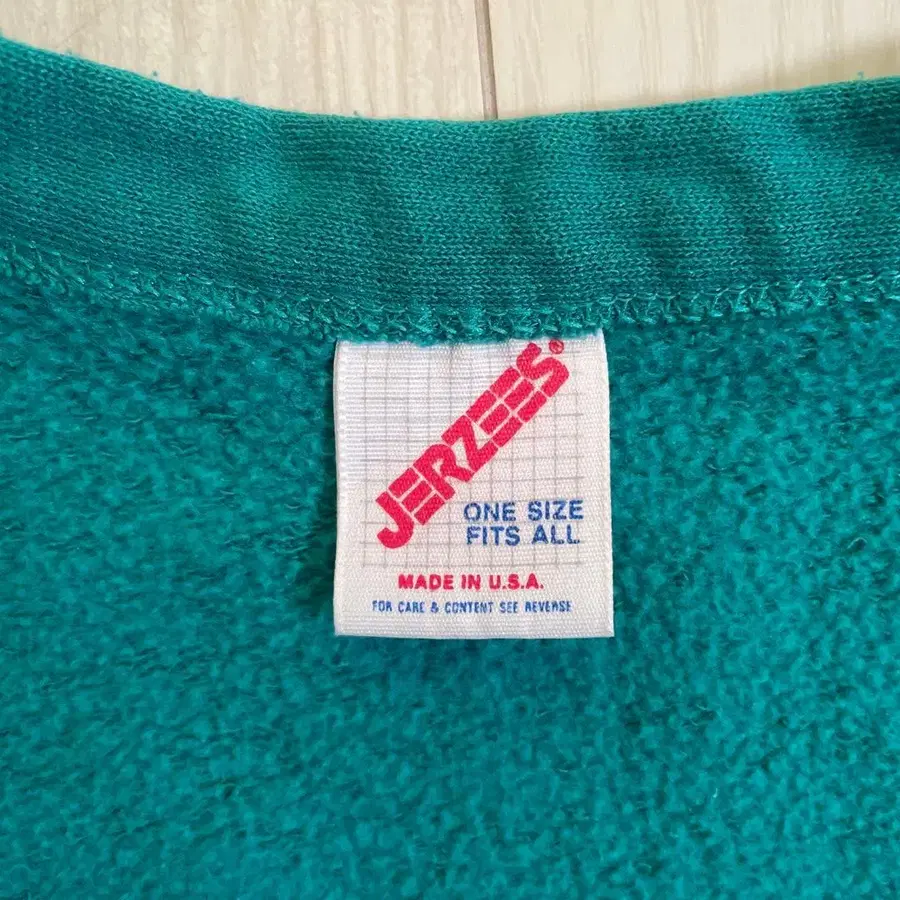 JERZEES®
ONE SIZE
FITS ALL
MADE IN U.S.A.
FOR CARE & CONTENT SEE REVERSE